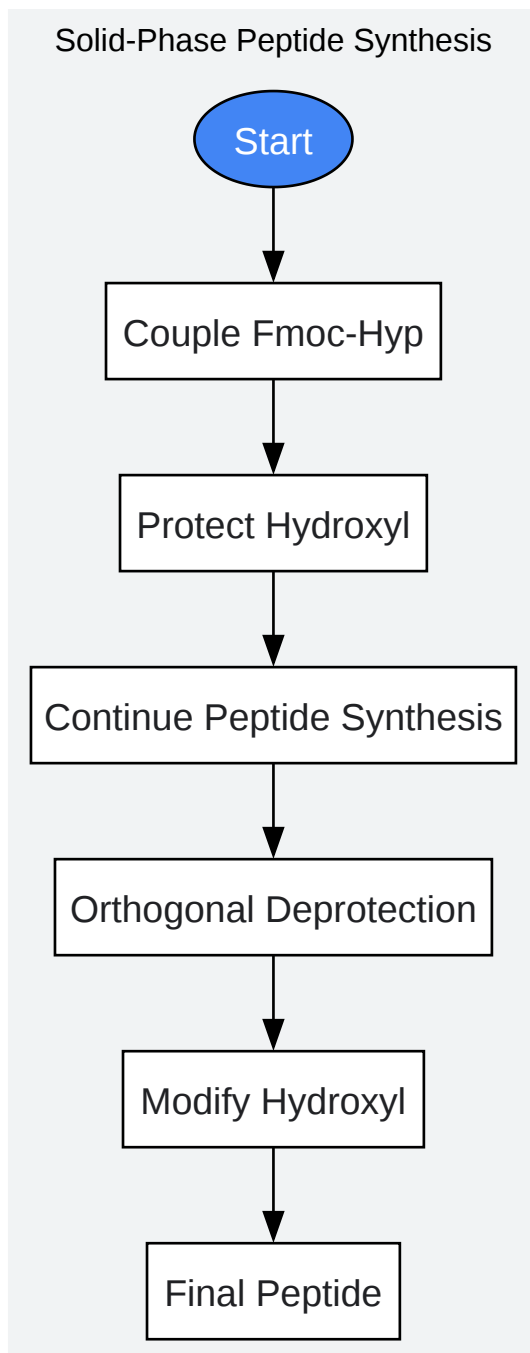 Solid-Phase Peptide Synthesis
Start
Couple Fmoc-Hyp
Protect Hydroxyl
Continue Peptide Synthesis
Orthogonal Deprotection
Modify Hydroxyl
Final Peptide